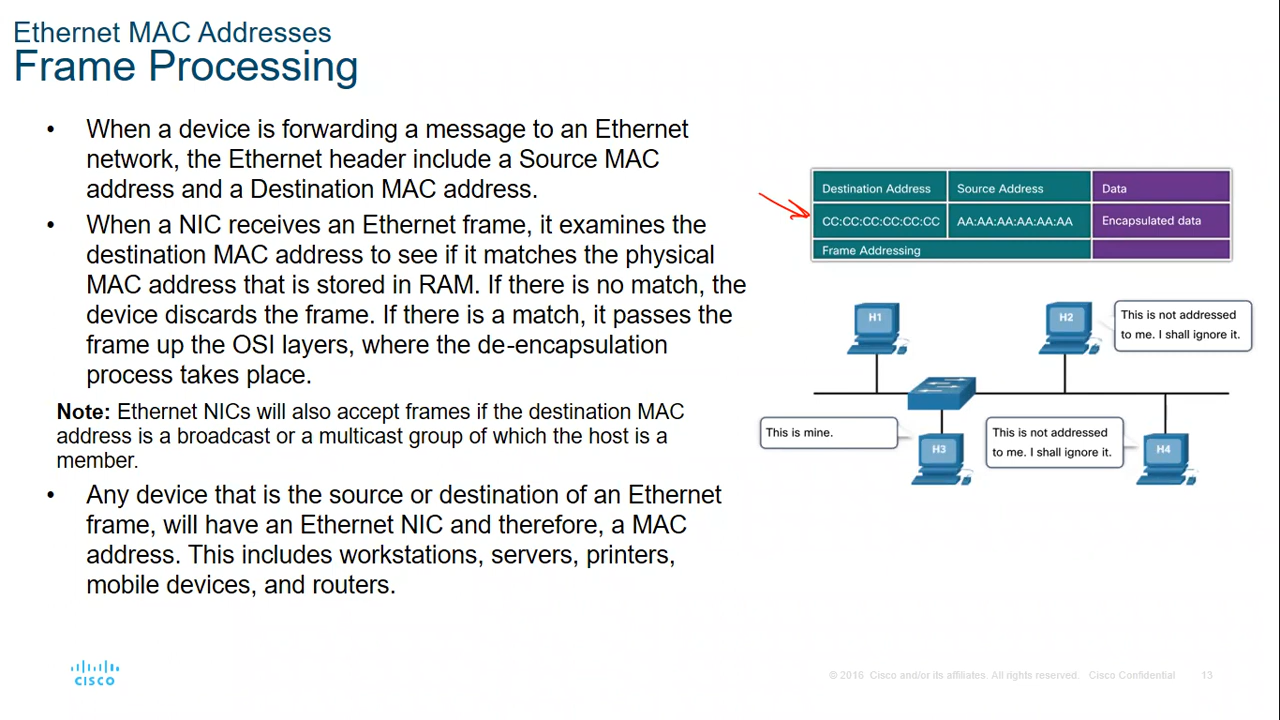 Ethernet MAC Addresses
Frame Processing
• When a device is forwarding a message to an Ethernet
network, the Ethernet header include a Source MAC
address and a Destination MAC address.
• When a NIC receives an Ethernet frame, it examines the
destination MAC address to see if it matches the physical
MAC address that is stored in RAM. If there is no match, the
device discards the frame. If there is a match, it passes the
frame up the OSI layers, where the de-encapsulation
process takes place.
Note: Ethernet NICs will also accept frames if the destination MAC
address is a broadcast or a multicast group of which the host is a
member.
• Any device that is the source or destination of an Ethernet
frame, will have an Ethernet NIC and therefore, a MAC
address. This includes workstations, servers, printers,
mobile devices, and routers.
Destination Address Source Address Data
CC:CC:CC:CC:CC:CC AA:AA:AA:AA:AA:AA Encapsulated data
Frame Addressing
H1
H2
This is not addressed
to me. I shall ignore it.
This is mine.
H3
This is not addressed
to me. I shall ignore it.
H4
CISCO
© 2016 Cisco and/or its affiliates. All rights reserved. Cisco Confidential 13